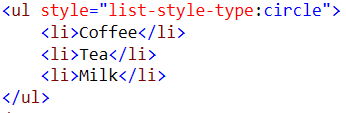 <ul style="list-style-type:circle">
    <li>Coffee</li>
    <li>Tea</li>
    <li>Milk</li>
</ul>